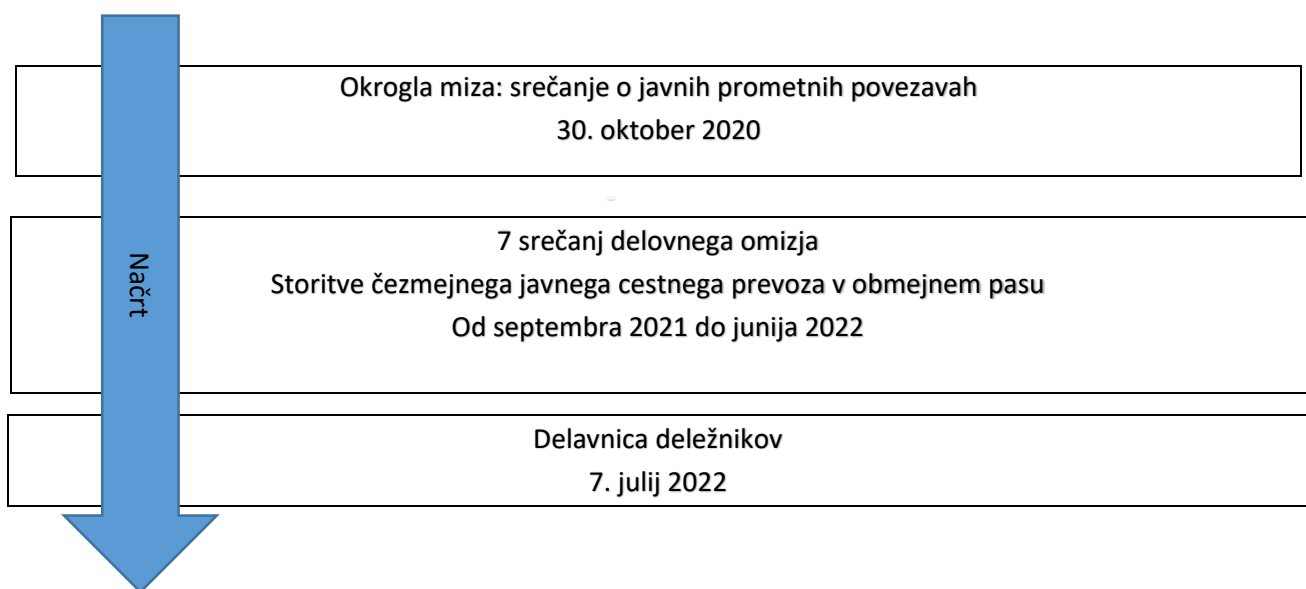 Okrogla miza: srečanje o javnih prometnih povezavah
30. oktober 2020
Načrt
7 srečanj delovnega omizja
Storitve čezmejnega javnega cestnega prevoza v obmejnem pasu
Od septembra 2021 do junija 2022
Delavnica deležnikov
7. julij 2022